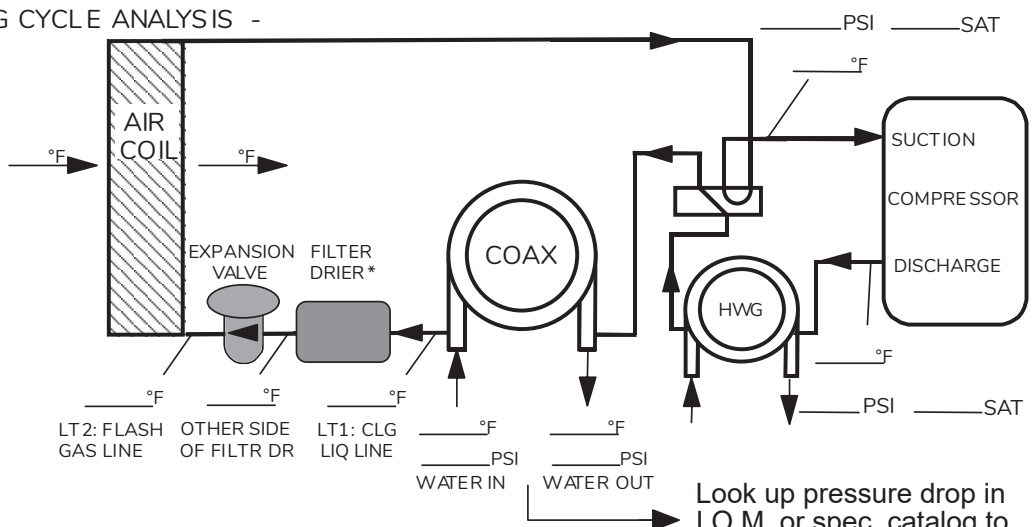 G CYCLE ANALYSIS -
PSI SAT
°F
AIR
COIL
°F °F
SUCTION
COMPRESSOR
DISCHARGE
EXPANSION
VALVE
FILTER
DRIER *
COAX
HWG
°F
PSI SAT
°F
LT2: FLASH
GAS LINE
°F
OTHER SIDE
OF FILTR DR
°F
LT1: CLG
LIQ LINE
°F
PSI
WATER IN
°F
PSI
WATER OUT
Look up pressure drop in
I.O.M. or spec. catalog to